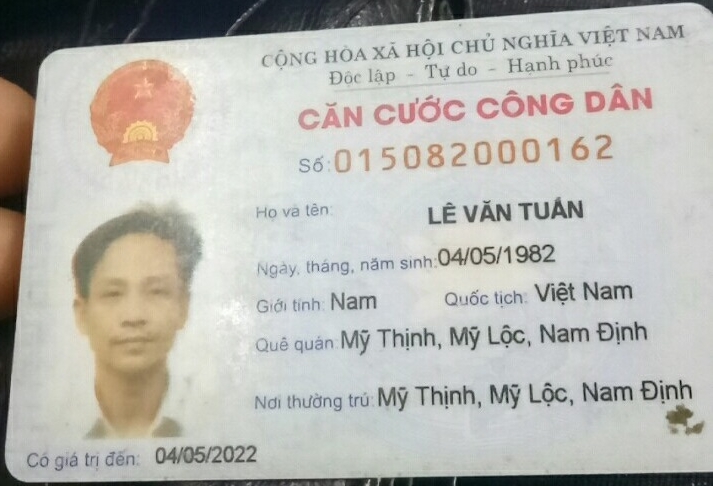 CỘNG HÒA XÃ HỘI CHỦ NGHĨA VIỆT NAM
Độc lập - Tự do - Hạnh phúc
CĂN CƯỚC CÔNG DÂN
Số: 015082000162
Họ và tên: LÊ VĂN TUẤN
Ngày, tháng, năm sinh: 04/05/1982
Giới tính: Nam Quốc tịch: Việt Nam
Quê quán: Mỹ Thịnh, Mỹ Lộc, Nam Định
Nơi thường trú: Mỹ Thịnh, Mỹ Lộc, Nam Định
Có giá trị đến: 04/05/2022